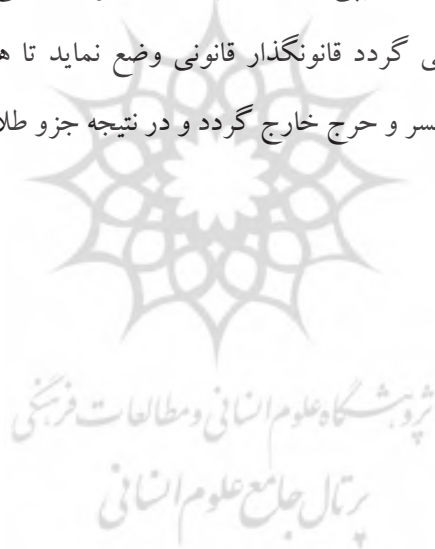 ی گردد قانونگذار قانونی وضع نماید تا ه
سر و حرج خارج گردد و در نتیجه جزو طلا
پژوهشگاه علوم انسانی و مطالعات فرهنگی
پرتال جامع علوم انسانی